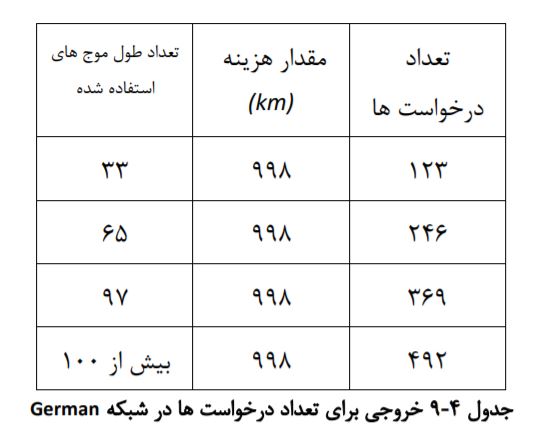 تعداد درخواست ها	مقدار هزینه (km)	تعداد طول موج های استفاده شده
۱۲۳	۹۹۸	۳۳
۲۴۶	۹۹۸	۶۵
۳۶۹	۹۹۸	۹۷
۴۹۲	۹۹۸	بیش از ۱۰۰
جدول ۴-۹ خروجی برای تعداد درخواست ها در شبکه German